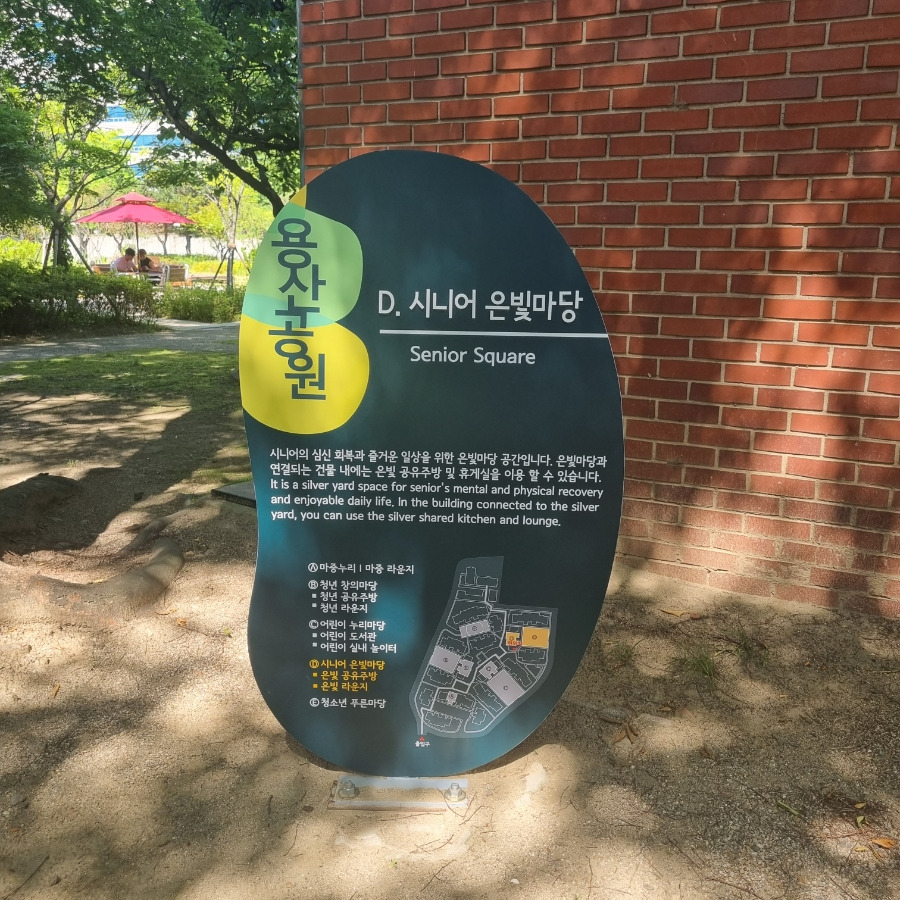 용산공원
D. 시니어 은빛마당
Senior Square
시니어의 심신 회복과 즐거운 일상을 위한 은빛마당 공간입니다. 은빛마당과
연결되는 건물 내에는 은빛 공유주방 및 휴게실을 이용 할 수 있습니다.
It is a silver yard space for senior's mental and physical recovery
and enjoyable daily life. In the building connected to the silver
yard, you can use the silver shared kitchen and lounge.
Ⓐ 마중누리 | 마중 라운지
Ⓑ 청년 창의마당
▪ 청년 공유주방
▪ 청년 라운지
Ⓒ 어린이 누리마당
▪ 어린이 도서관
▪ 어린이 실내 놀이터
Ⓓ 시니어 은빛마당
▪ 은빛 공유주방
▪ 은빛 라운지
Ⓔ 청소년 푸른마당
출입구